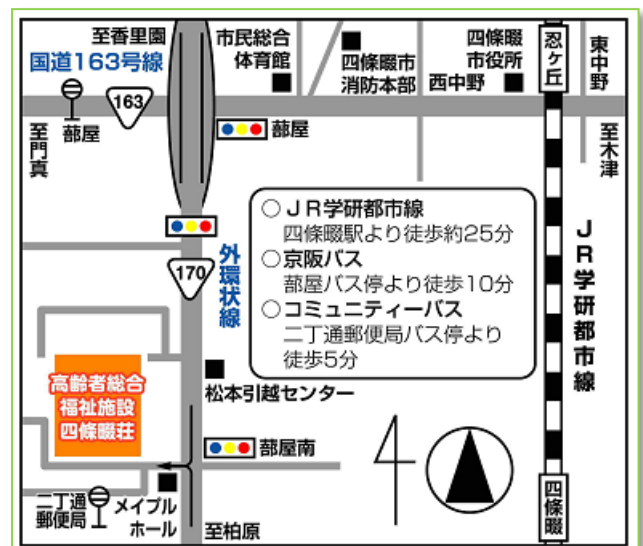 至香里園
国道163号線
市民総合
体育館
四條畷市
消防本部
四條畷
市役所
西中野
忍ヶ丘
東中野
163
蔀屋
至門真
蔀屋
至木津
○JR学研都市線
四條畷駅より徒歩約25分
○京阪バス
蔀屋バス停より徒歩10分
○コミュニティーバス
二丁通郵便局バス停より
徒歩5分
外環状線
170
JR学研都市線
高齢者総合
福祉施設
四條畷荘
松本引越センター
蔀屋南
二丁通
郵便局
メイプル
ホール
至柏原
四條畷